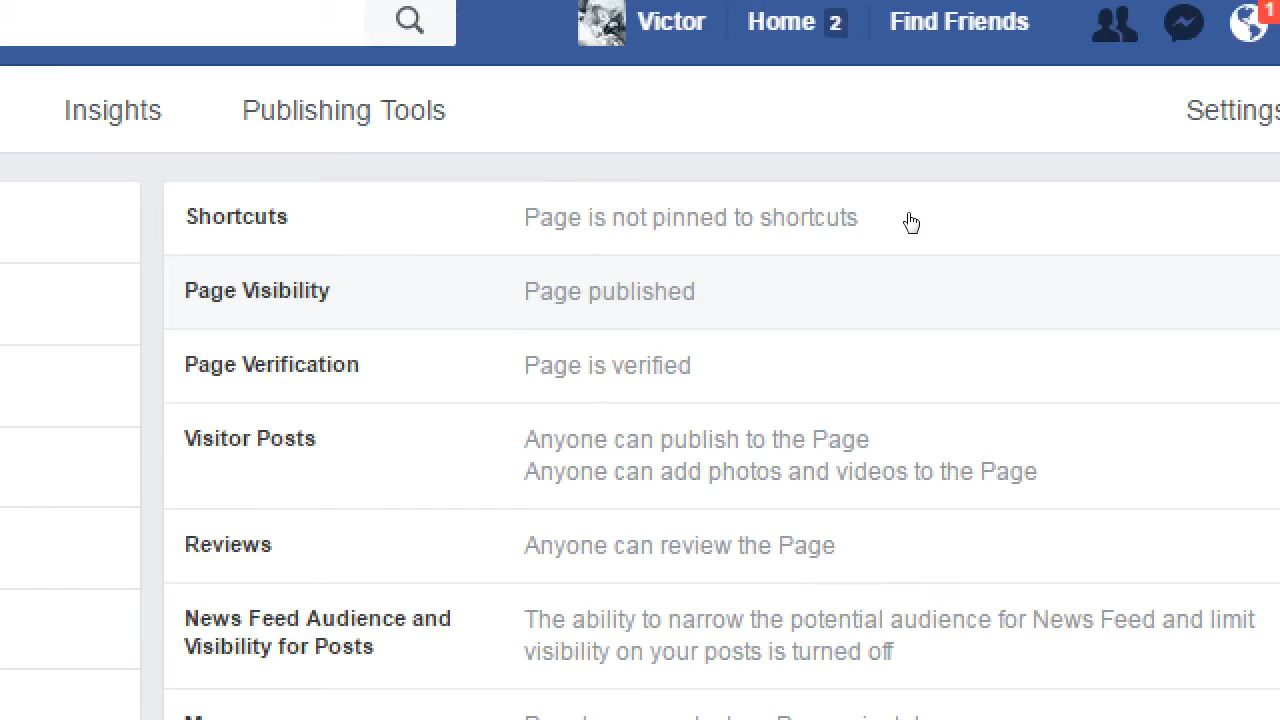 Victor
Home 2
Find Friends
1
Insights
Publishing Tools
Settings
Shortcuts
Page is not pinned to shortcuts
Page Visibility
Page published
Page Verification
Page is verified
Visitor Posts
Anyone can publish to the Page
Anyone can add photos and videos to the Page
Reviews
Anyone can review the Page
News Feed Audience and
Visibility for Posts
The ability to narrow the potential audience for News Feed and limit
visibility on your posts is turned off